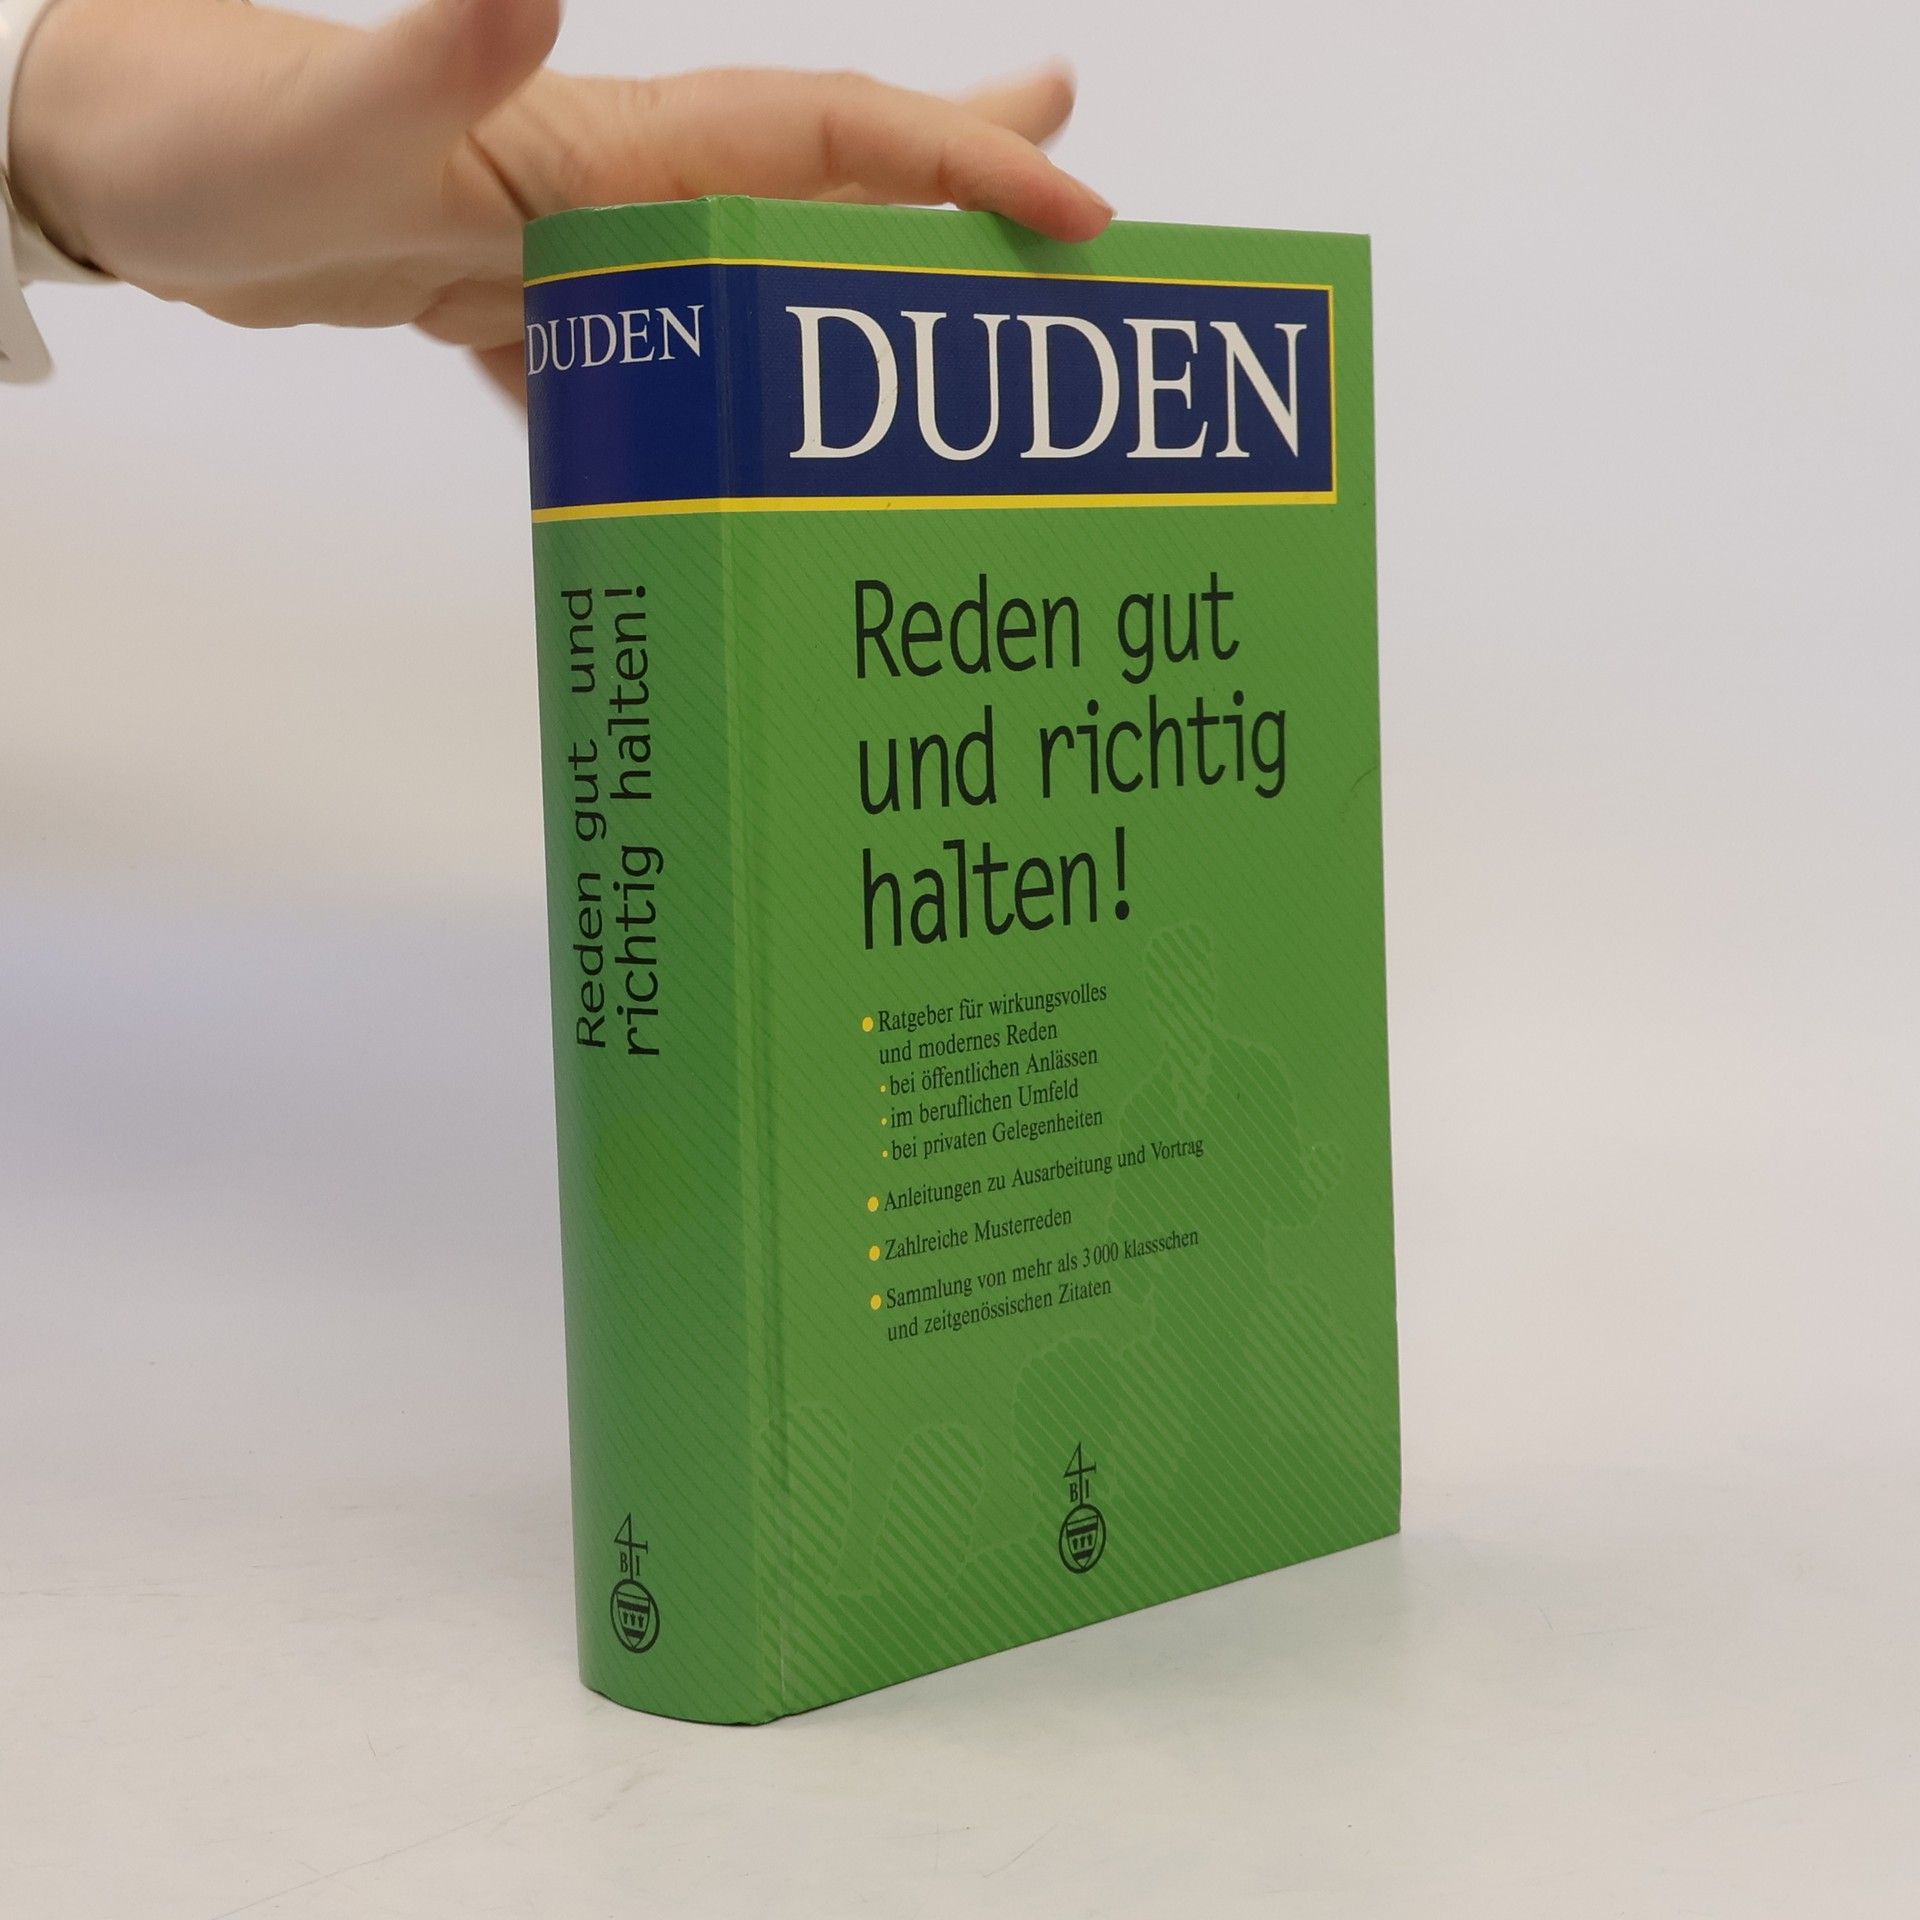 DUDEN
Reden gut und
richtig halten!
B I
DUDEN
Reden gut
und richtig
halten!
Ratgeber für wirkungsvolles
und modernes Reden
bei öffentlichen Anlässen
im beruflichen Umfeld
bei privaten Gelegenheiten
Anleitungen zu Ausarbeitung und Vortrag
Zahlreiche Musterreden
Sammlung von mehr als 3000 klassschen
und zeitgenössischen Zitaten
B I